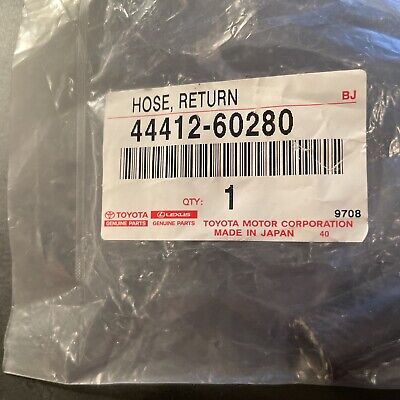 HOSE, RETURN BJ
44412-60280
QTY: 1
TOYOTA LEXUS 9708
GENUINE PARTS GENUINE PARTS TOYOTA MOTOR CORPORATION
MADE IN JAPAN 40